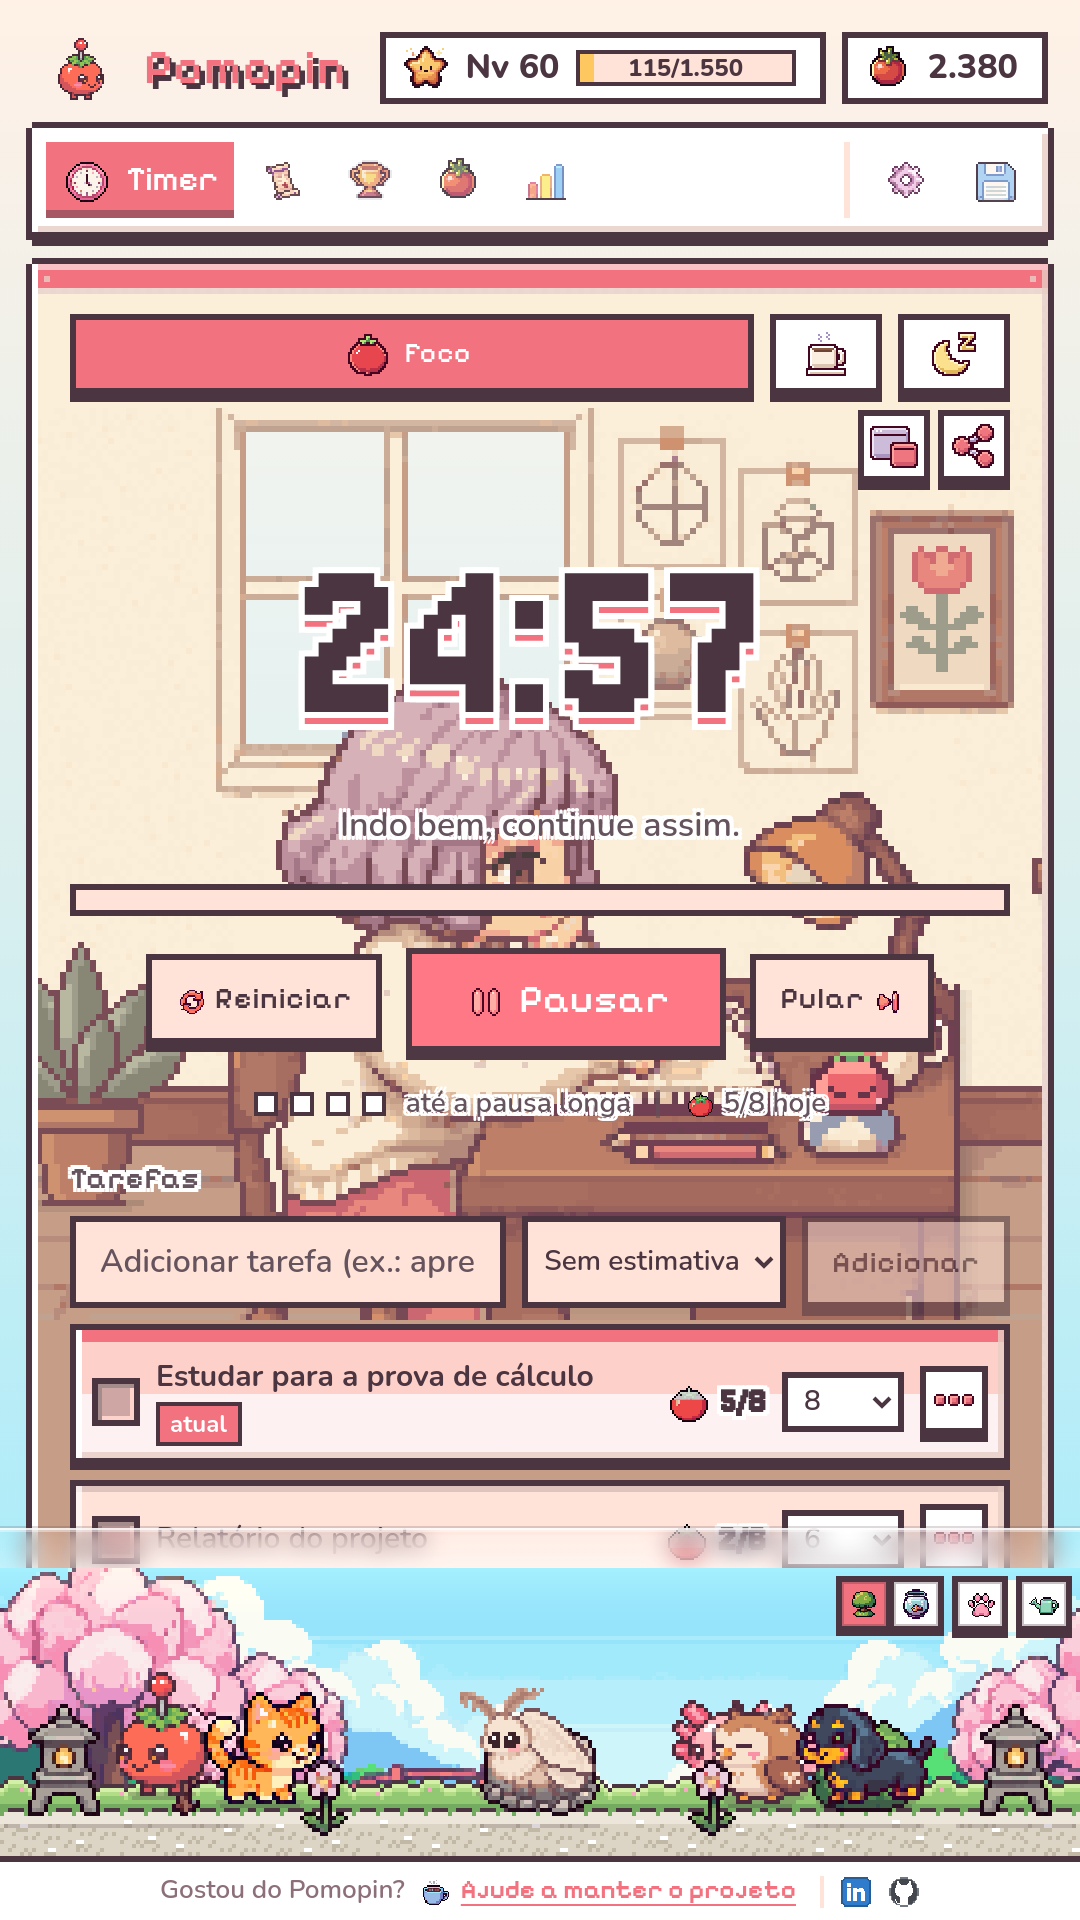 Pomopin
Nv 60
115/1.550
2.380
Timer
Foco
24:57
Indo bem, continue assim.
Reiniciar
Pausar
Pular
até a pausa longa
5/8 hoje
Tarefas
Adicionar tarefa (ex.: apre
Sem estimativa
Adicionar
Estudar para a prova de cálculo
atual
5/8
8
Relatório do projeto
2/6
6
Gostou do Pomopin?
Ajude a manter o projeto
in